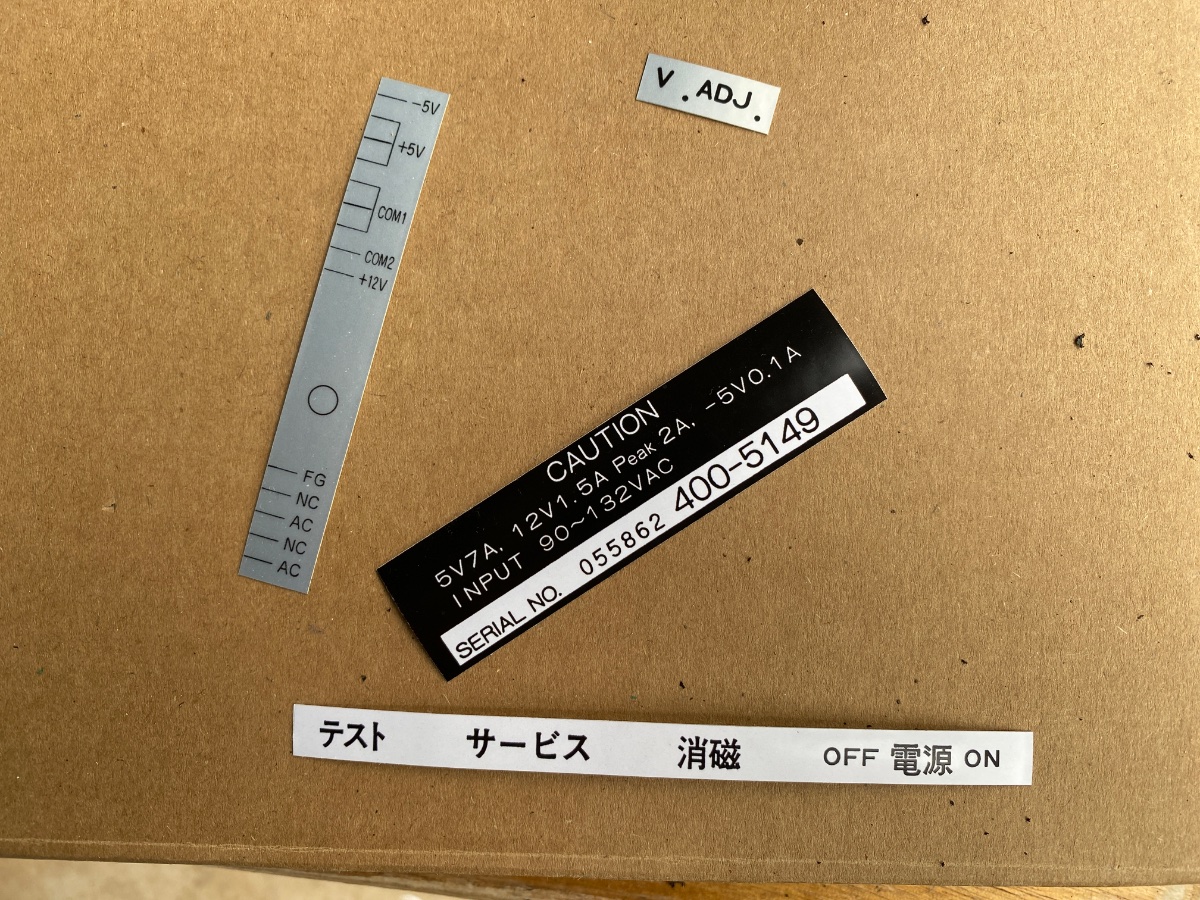 V. ADJ.
-5V
+5V
COM1
COM2
+12V
FG
NC
AC
NC
AC
CAUTION
5V7A, 12V1.5A Peak 2A, -5V0.1A
INPUT 90~132VAC
SERIAL NO. 055862 400-5149
テスト サービス 消磁 OFF 電源 ON